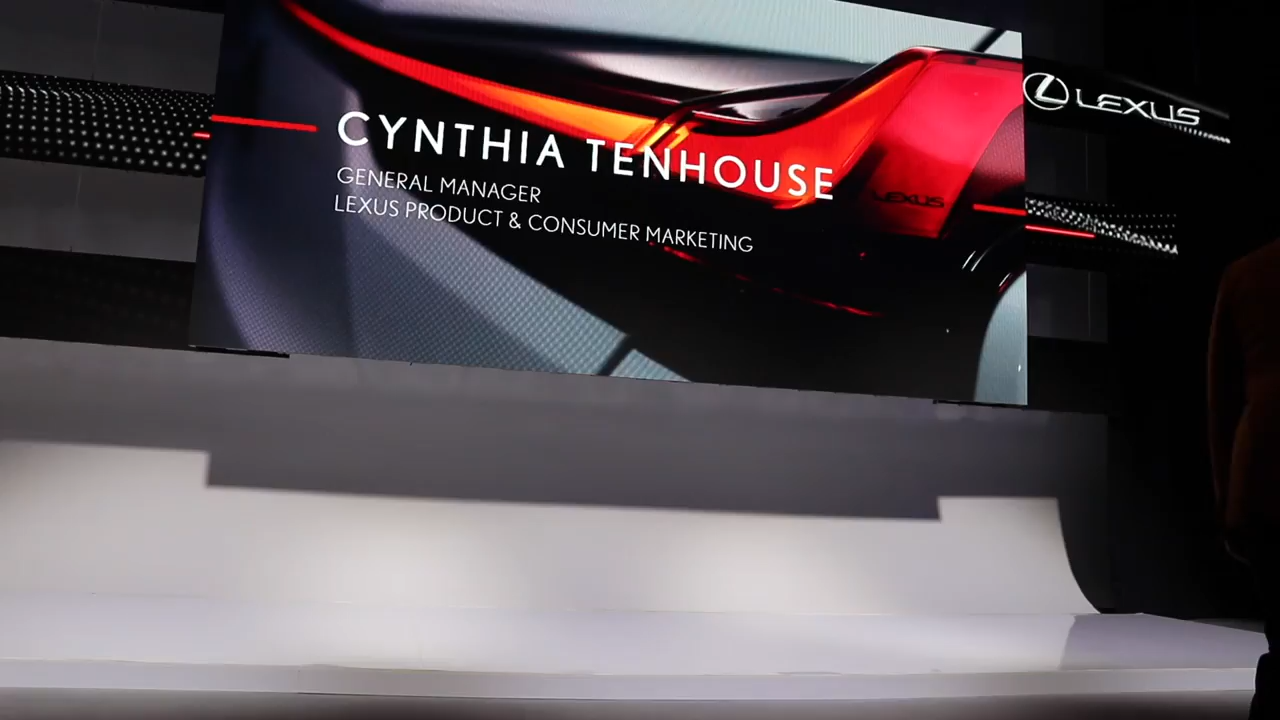 CYNTHIA TENHOUSE
GENERAL MANAGER
LEXUS PRODUCT & CONSUMER MARKETING
LEXUS
LEXUS